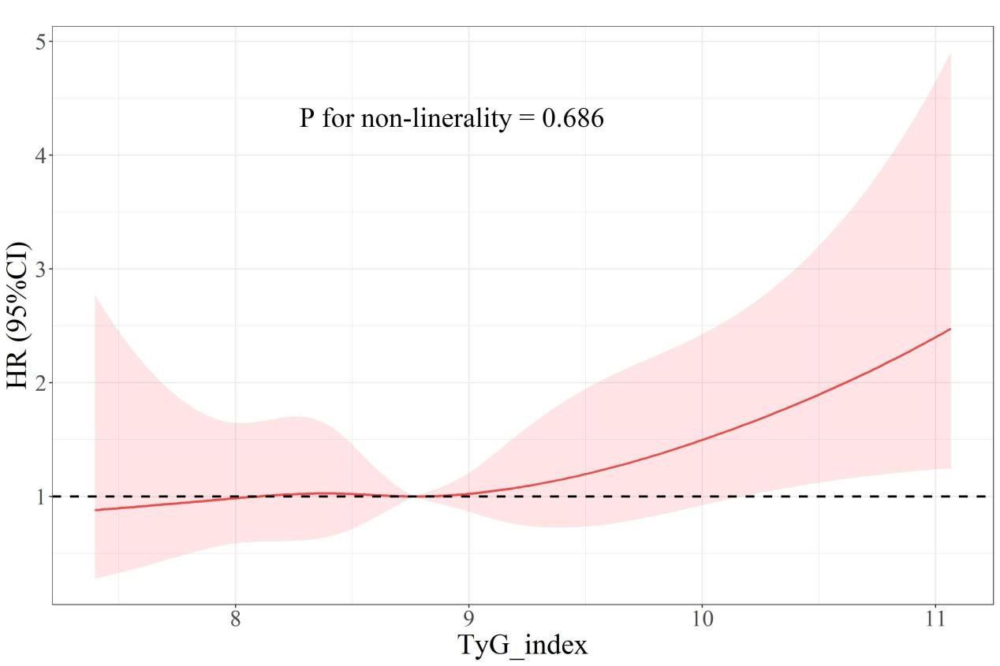 5
P for non-linerality = 0.686
4
3
HR (95%CI)
2
1
8 9 10 11
TyG_index